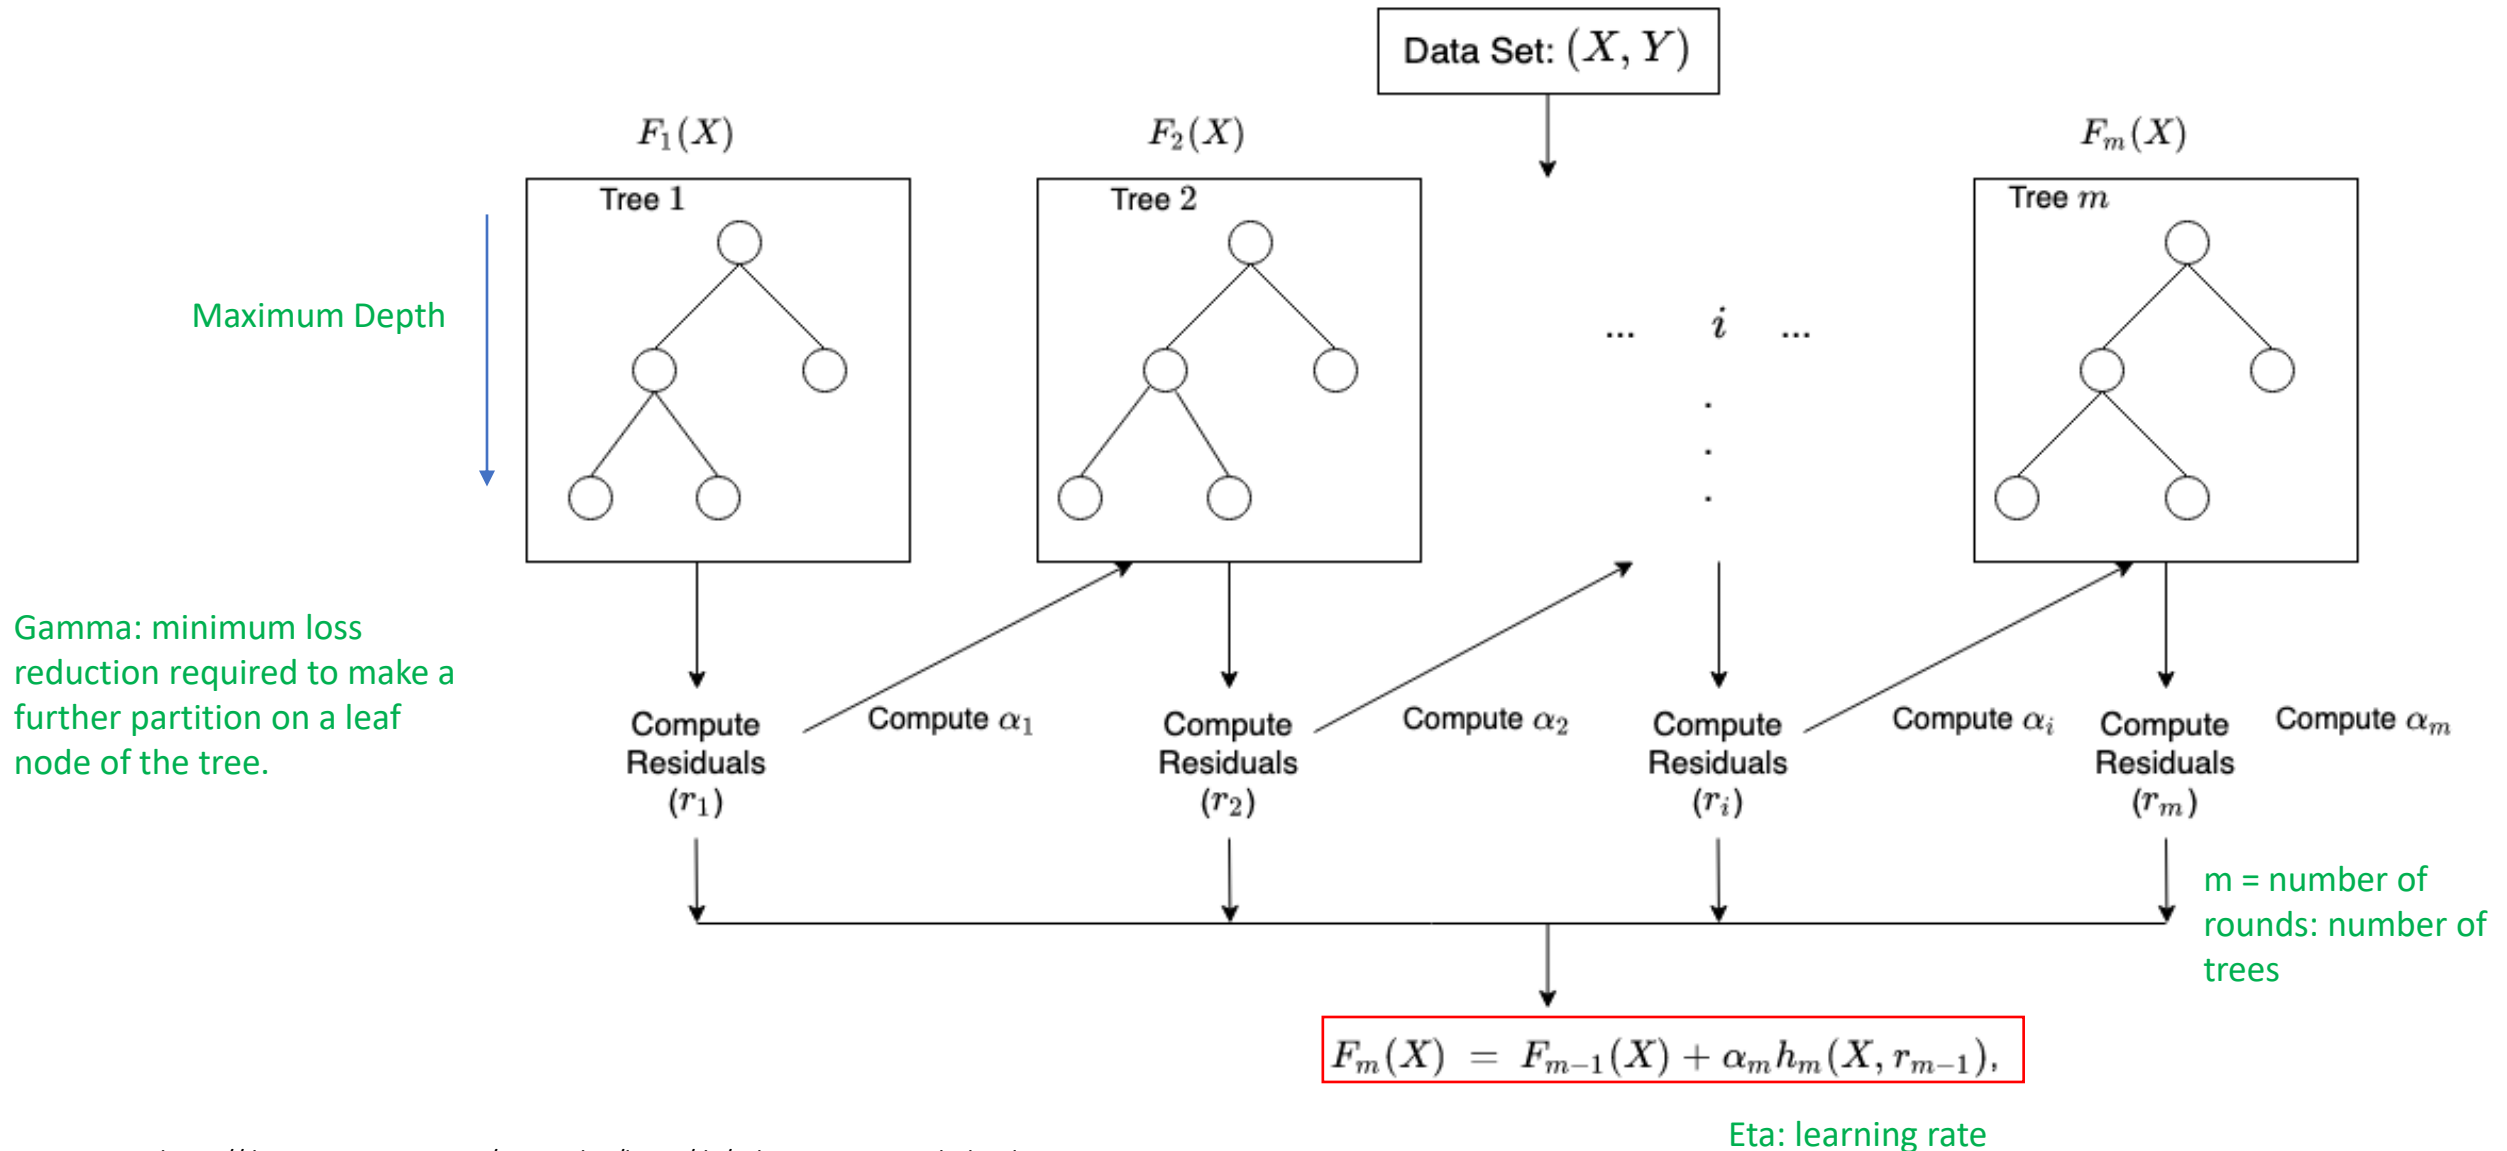 Data Set: (X, Y)
F₁(X)
F₂(X)
Fₘ(X)
Tree 1
Tree 2
Tree m
Maximum Depth
... i ...
.
.
.
Gamma: minimum loss
reduction required to make a
further partition on a leaf
node of the tree.
Compute
Residuals
(r₁)
Compute α₁
Compute
Residuals
(r₂)
Compute α₂
Compute
Residuals
(rᵢ)
Compute αᵢ
Compute
Residuals
(rₘ)
Compute αₘ
m = number of
rounds: number of
trees
Fₘ(X) = Fₘ₋₁(X) + αₘhₘ(X, rₘ₋₁),
Eta: learning rate